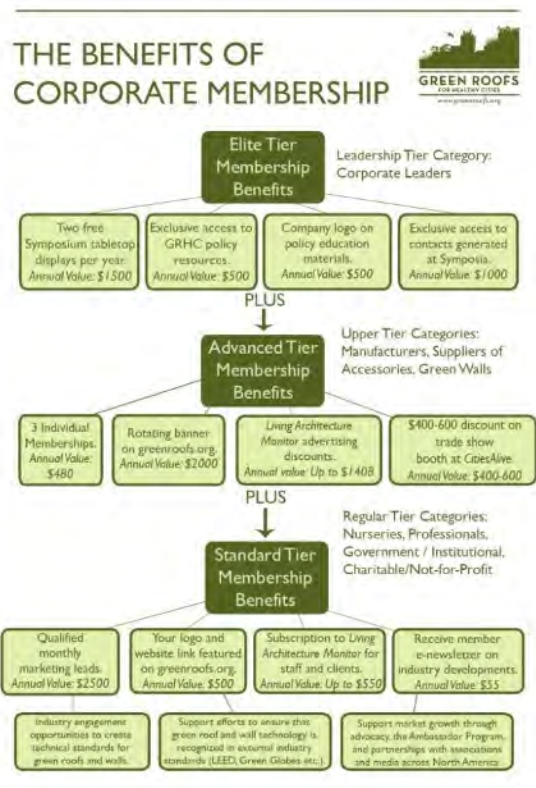 THE BENEFITS OF
CORPORATE MEMBERSHIP
GREEN ROOFS
FOR HEALTHY CITIES
www.greenroofs.org
Elite Tier
Membership
Benefits
Leadership Tier Category:
Corporate Leaders
Two free
Symposium tabletop
displays per year.
Annual Value: $1500
Exclusive access to
GRHC policy
resources.
Annual Value: $500
Company logo on
policy education
materials.
Annual Value: $500
Exclusive access to
contacts generated
at Symposia.
Annual Value: $1000
PLUS
Advanced Tier
Membership
Benefits
Upper Tier Categories:
Manufacturers, Suppliers of
Accessories, Green Walls
3 Individual
Memberships.
Annual Value:
$480
Rotating banner
on greenroofs.org.
Annual Value: $2000
Living Architecture
Monitor advertising
discounts.
Annual value: Up to $1408
$400-600 discount on
trade show
booth at CitiesAlive.
Annual Value: $400-600
PLUS
Standard Tier
Membership
Benefits
Regular Tier Categories:
Nurseries, Professionals,
Government / Institutional,
Charitable/Not-for-Profit
Qualified
monthly
marketing leads.
Annual Value: $2500
Your logo and
website link featured
on greenroofs.org.
Annual Value: $500
Subscription to Living
Architecture Monitor for
staff and clients.
Annual Value: Up to $550
Receive member
e-newsletter on
industry developments.
Annual Value: $55
Industry engagement
opportunities to create
technical standards for
green roofs and walls.
Support efforts to ensure that
green roof and wall technology is
recognized in external industry
standards (LEED, Green Globes etc.).
Support market growth through
advocacy, the Ambassador Program,
and partnerships with associations
and media across North America